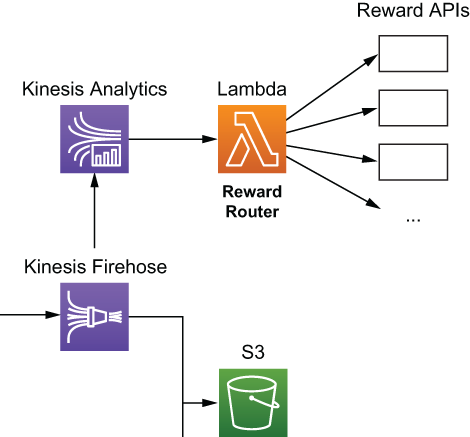 Reward APIs
Kinesis Analytics
Lambda
Reward
Router
...
Kinesis Firehose
S3